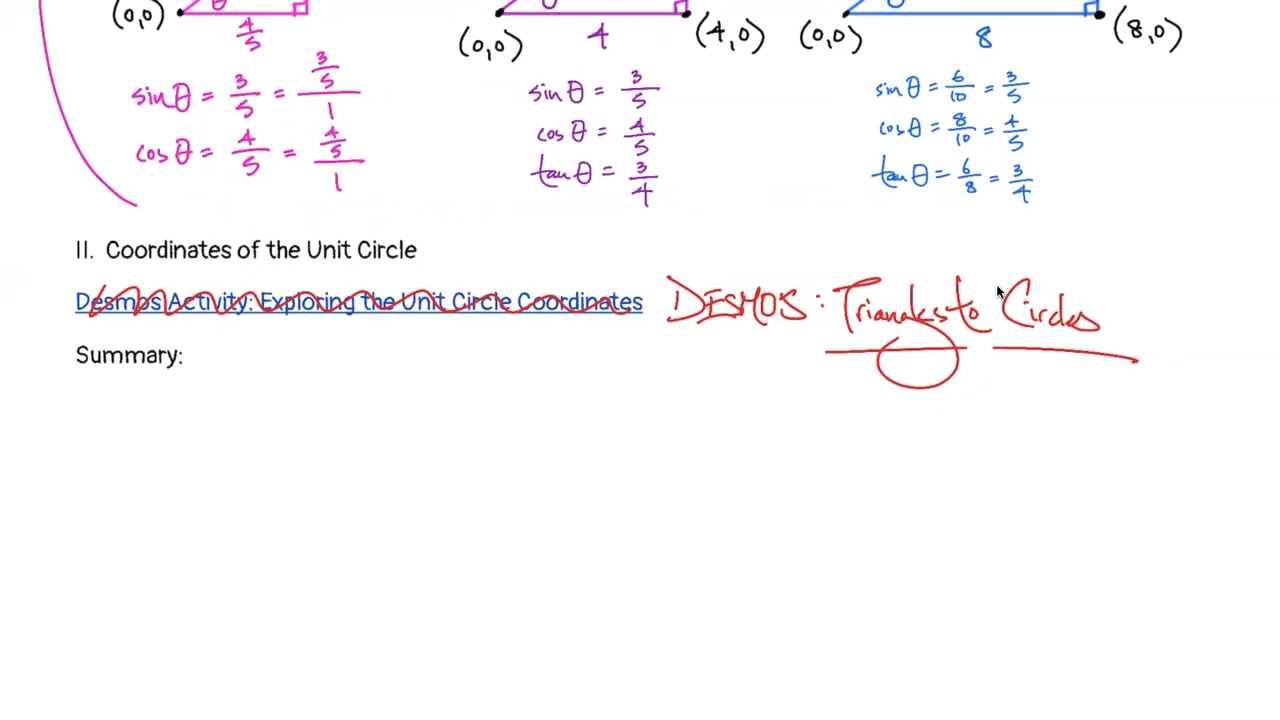 (0,0) θ 4/5
(0,0) θ 4 (4,0)
(0,0) θ 8 (8,0)
sin θ = 3/5 = 3/5/1
cos θ = 4/5 = 4/5/1
sin θ = 3/5
cos θ = 4/5
tan θ = 3/4
sin θ = 6/10 = 3/5
cos θ = 8/10 = 4/5
tan θ = 6/8 = 3/4
II. Coordinates of the Unit Circle
Desmos Activity: Exploring the Unit Circle Coordinates DESMOS: Triangles to Circles
Summary: